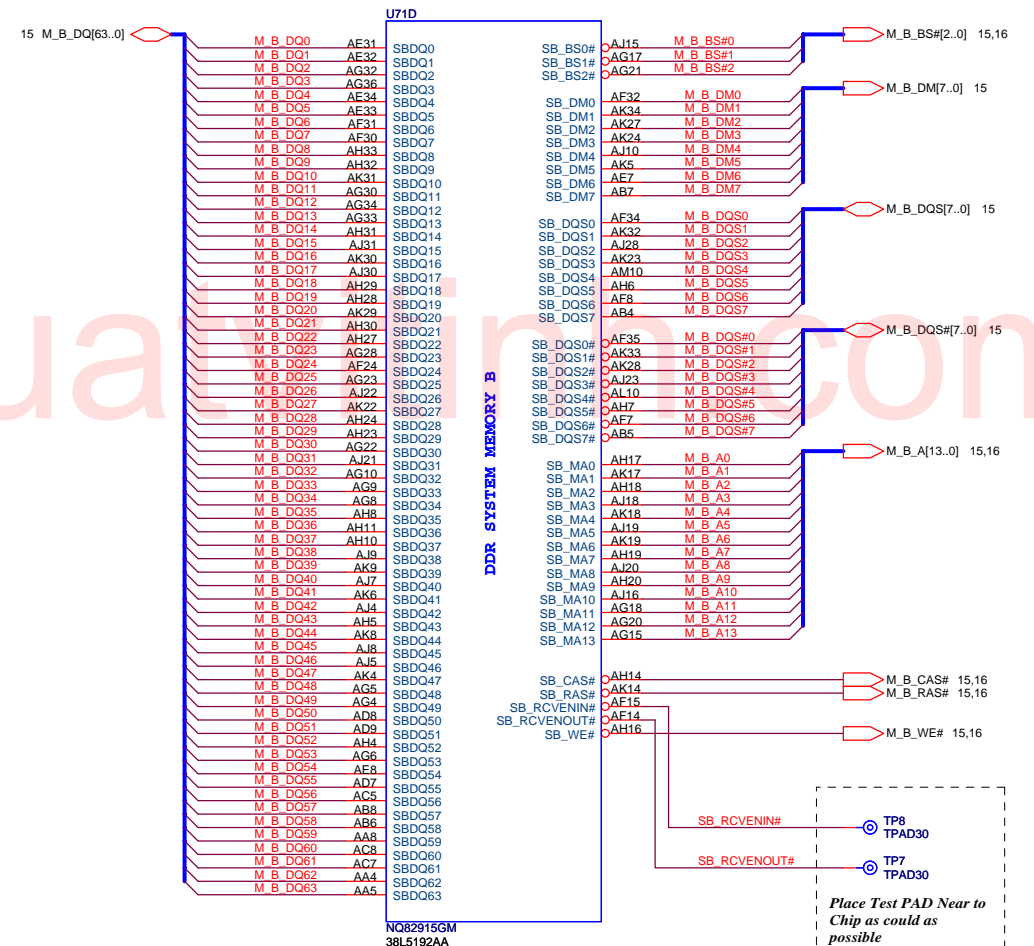 U71D
15 M_B_DQ[63..0]
M_B_DQ0 AE31 SBDQ0
M_B_DQ1 AE32 SBDQ1
M_B_DQ2 AG32 SBDQ2
M_B_DQ3 AG36 SBDQ3
M_B_DQ4 AE34 SBDQ4
M_B_DQ5 AE33 SBDQ5
M_B_DQ6 AF31 SBDQ6
M_B_DQ7 AF30 SBDQ7
M_B_DQ8 AH33 SBDQ8
M_B_DQ9 AH32 SBDQ9
M_B_DQ10 AK31 SBDQ10
M_B_DQ11 AG30 SBDQ11
M_B_DQ12 AG34 SBDQ12
M_B_DQ13 AG33 SBDQ13
M_B_DQ14 AH31 SBDQ14
M_B_DQ15 AJ31 SBDQ15
M_B_DQ16 AK30 SBDQ16
M_B_DQ17 AJ30 SBDQ17
M_B_DQ18 AH29 SBDQ18
M_B_DQ19 AH28 SBDQ19
M_B_DQ20 AK29 SBDQ20
M_B_DQ21 AH30 SBDQ21
M_B_DQ22 AH27 SBDQ22
M_B_DQ23 AG28 SBDQ23
M_B_DQ24 AF24 SBDQ24
M_B_DQ25 AG23 SBDQ25
M_B_DQ26 AJ22 SBDQ26
M_B_DQ27 AK22 SBDQ27
M_B_DQ28 AH24 SBDQ28
M_B_DQ29 AH23 SBDQ29
M_B_DQ30 AG22 SBDQ30
M_B_DQ31 AJ21 SBDQ31
M_B_DQ32 AG10 SBDQ32
M_B_DQ33 AG9 SBDQ33
M_B_DQ34 AG8 SBDQ34
M_B_DQ35 AH8 SBDQ35
M_B_DQ36 AH11 SBDQ36
M_B_DQ37 AH10 SBDQ37
M_B_DQ38 AJ9 SBDQ38
M_B_DQ39 AK9 SBDQ39
M_B_DQ40 AJ7 SBDQ40
M_B_DQ41 AK6 SBDQ41
M_B_DQ42 AJ4 SBDQ42
M_B_DQ43 AH5 SBDQ43
M_B_DQ44 AK8 SBDQ44
M_B_DQ45 AJ8 SBDQ45
M_B_DQ46 AJ5 SBDQ46
M_B_DQ47 AK4 SBDQ47
M_B_DQ48 AG5 SBDQ48
M_B_DQ49 AG4 SBDQ49
M_B_DQ50 AD8 SBDQ50
M_B_DQ51 AD9 SBDQ51
M_B_DQ52 AH4 SBDQ52
M_B_DQ53 AG6 SBDQ53
M_B_DQ54 AE8 SBDQ54
M_B_DQ55 AD7 SBDQ55
M_B_DQ56 AC5 SBDQ56
M_B_DQ57 AB8 SBDQ57
M_B_DQ58 AB6 SBDQ58
M_B_DQ59 AA8 SBDQ59
M_B_DQ60 AC8 SBDQ60
M_B_DQ61 AC7 SBDQ61
M_B_DQ62 AA4 SBDQ62
M_B_DQ63 AA5 SBDQ63
DDR SYSTEM MEMORY B
SB_BS0# AJ15 M_B_BS#0 M_B_BS#[2..0] 15,16
SB_BS1# AG17 M_B_BS#1
SB_BS2# AG21 M_B_BS#2
M_B_DM[7..0] 15
SB_DM0 AF32 M_B_DM0
SB_DM1 AK34 M_B_DM1
SB_DM2 AK27 M_B_DM2
SB_DM3 AK24 M_B_DM3
SB_DM4 AJ10 M_B_DM4
SB_DM5 AK5 M_B_DM5
SB_DM6 AE7 M_B_DM6
SB_DM7 AB7 M_B_DM7
M_B_DQS[7..0] 15
SB_DQS0 AF34 M_B_DQS0
SB_DQS1 AK32 M_B_DQS1
SB_DQS2 AJ28 M_B_DQS2
SB_DQS3 AK23 M_B_DQS3
SB_DQS4 AM10 M_B_DQS4
SB_DQS5 AH6 M_B_DQS5
SB_DQS6 AF8 M_B_DQS6
SB_DQS7 AB4 M_B_DQS7
M_B_DQS#[7..0] 15
SB_DQS0# AF35 M_B_DQS#0
SB_DQS1# AK33 M_B_DQS#1
SB_DQS2# AK28 M_B_DQS#2
SB_DQS3# AJ23 M_B_DQS#3
SB_DQS4# AL10 M_B_DQS#4
SB_DQS5# AH7 M_B_DQS#5
SB_DQS6# AF7 M_B_DQS#6
SB_DQS7# AB5 M_B_DQS#7
M_B_A[13..0] 15,16
SB_MA0 AH17 M_B_A0
SB_MA1 AK17 M_B_A1
SB_MA2 AH18 M_B_A2
SB_MA3 AJ18 M_B_A3
SB_MA4 AK18 M_B_A4
SB_MA5 AJ19 M_B_A5
SB_MA6 AK19 M_B_A6
SB_MA7 AH19 M_B_A7
SB_MA8 AJ20 M_B_A8
SB_MA9 AH20 M_B_A9
SB_MA10 AJ16 M_B_A10
SB_MA11 AG18 M_B_A11
SB_MA12 AG20 M_B_A12
SB_MA13 AG15 M_B_A13
SB_CAS# AH14 M_B_CAS# 15,16
SB_RAS# AK14 M_B_RAS# 15,16
SB_RCVENIN# AF15
SB_RCVENOUT# AF14
SB_WE# AH16 M_B_WE# 15,16
SB_RCVENIN# TP8
TPAD30
SB_RCVENOUT# TP7
TPAD30
Place Test PAD Near to
Chip as could as
possible
NQ82915GM
38L5192AA